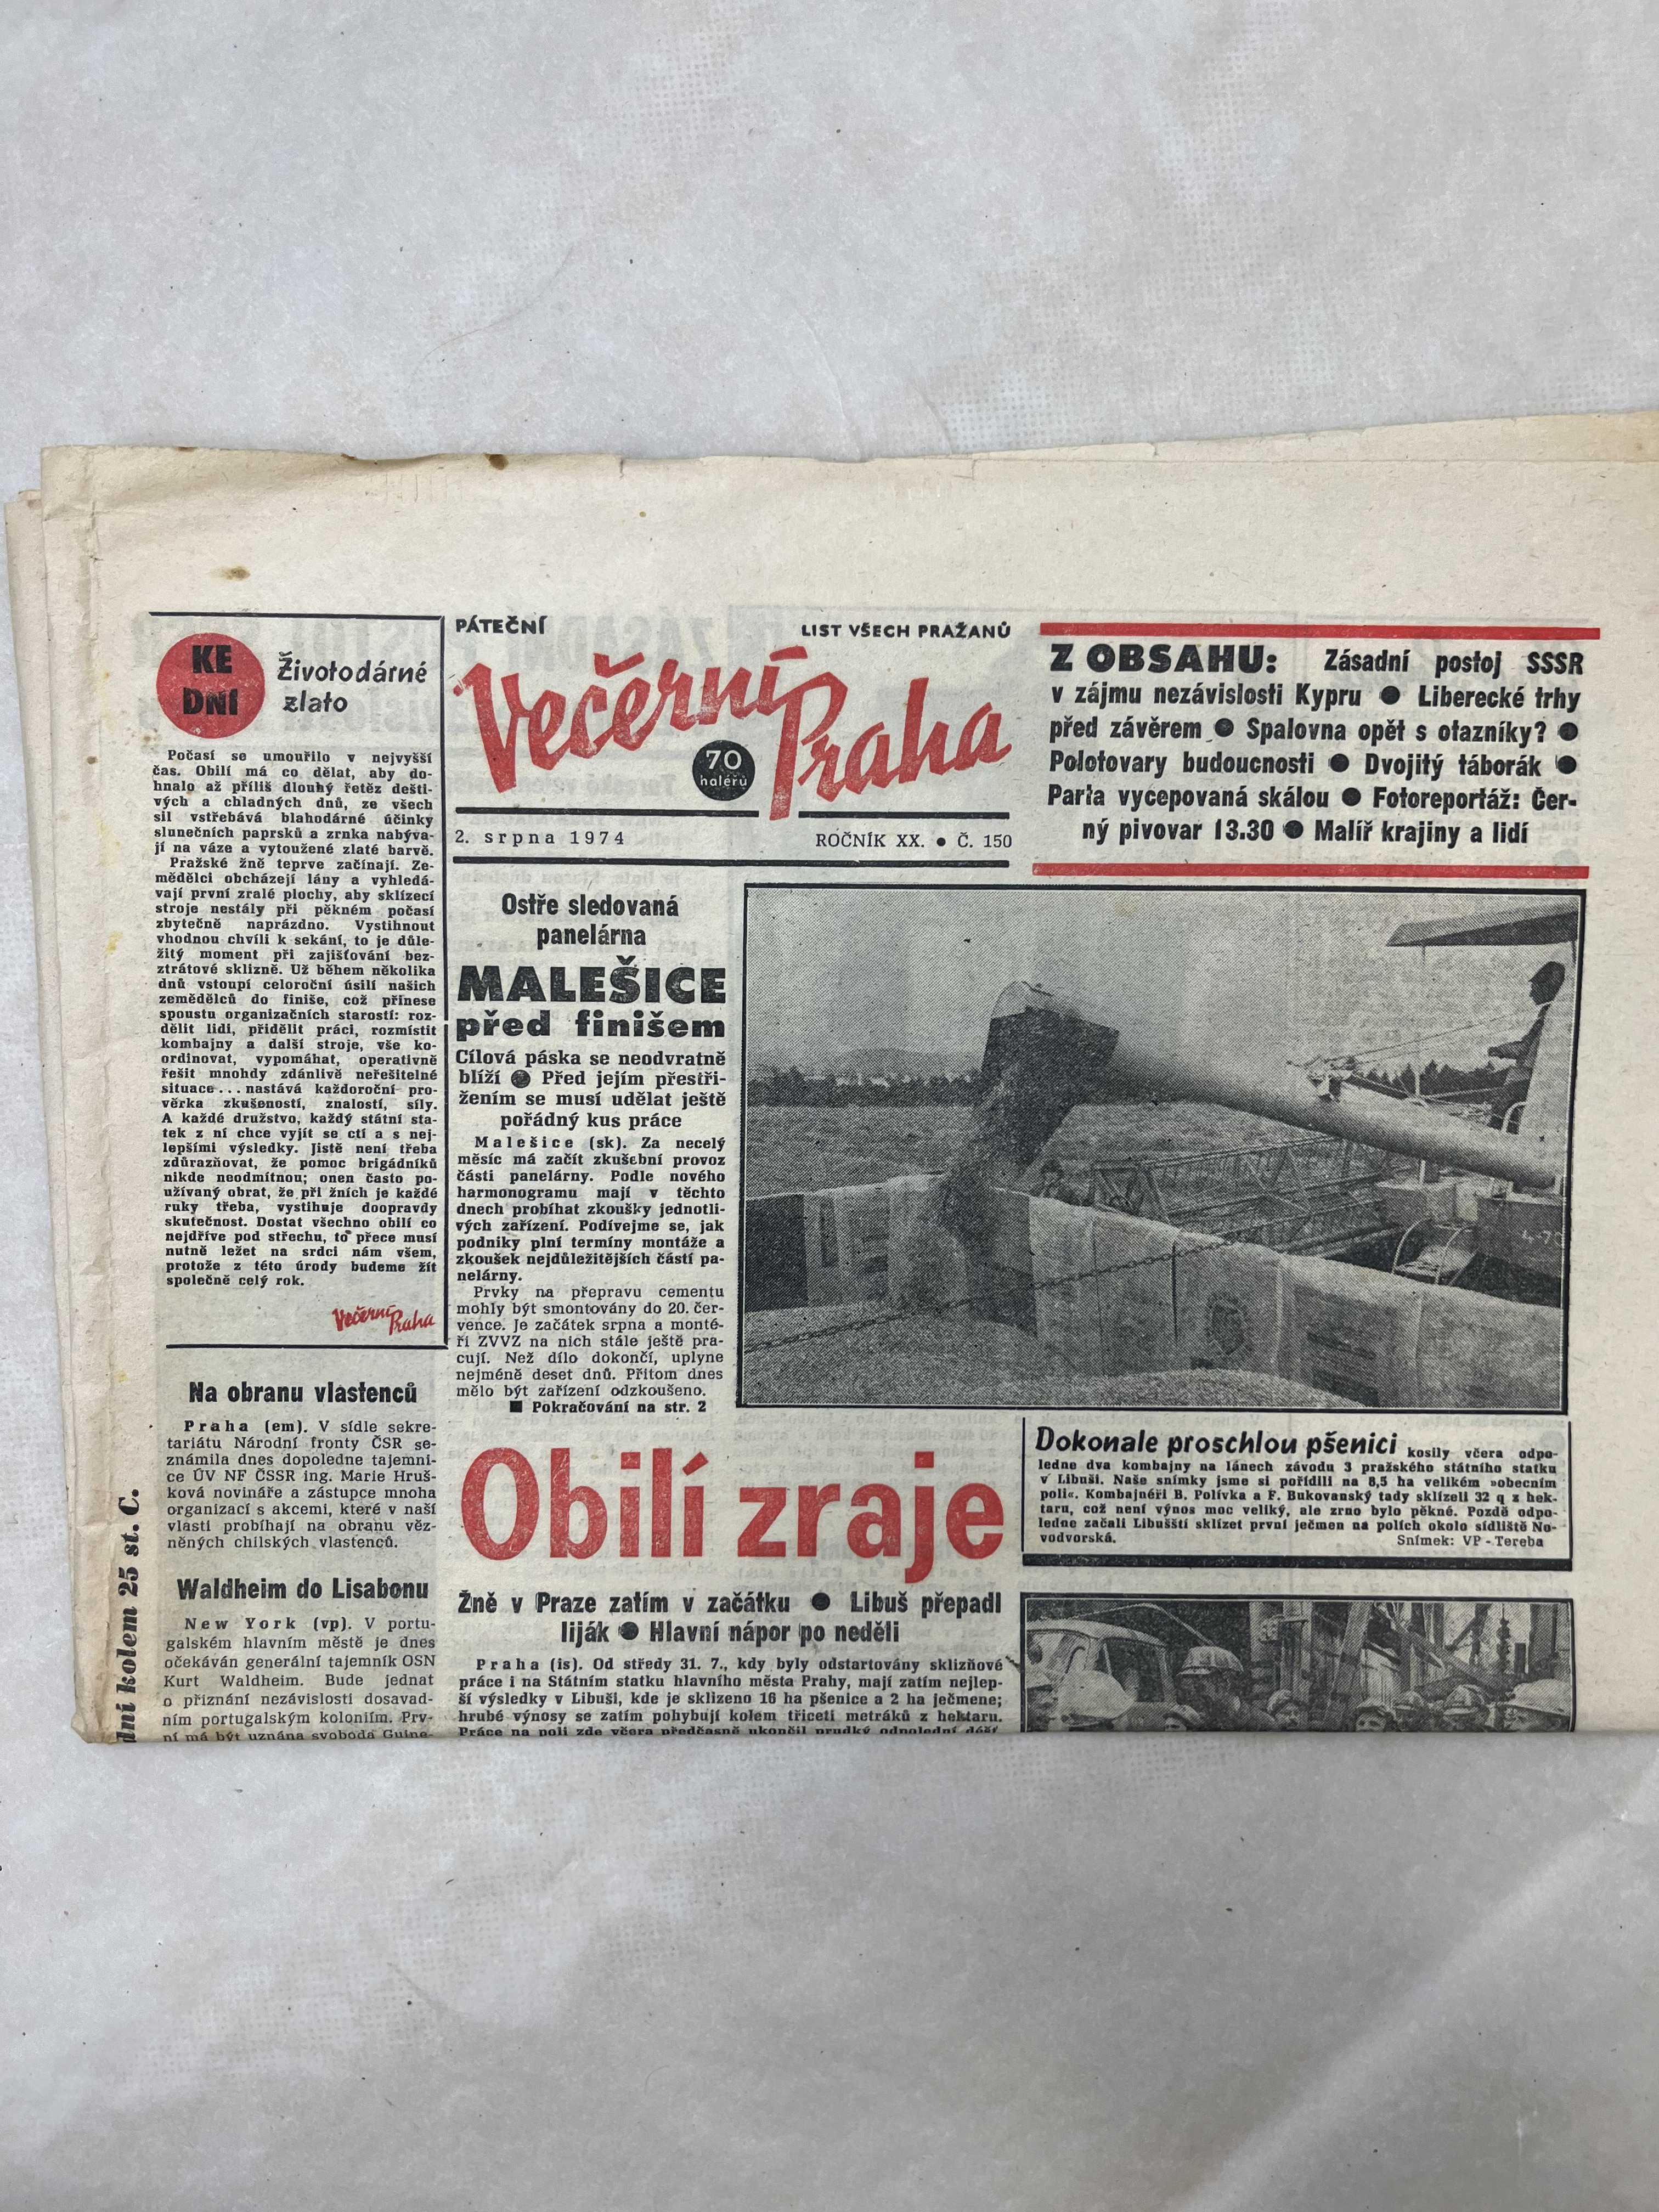 KE
DNI
Životodárné
zlato
Počasí se umouřilo v nejvyšší
čas. Obilí má co dělat, aby do-
hnalo až příliš dlouhý řetěz dešti-
vých a chladných dnů, ze všech
sil vstřebává blahodárné účinky
slunečních paprsků a zrnka nabýva-
jí na váze a vytoužené zlaté barvě.
Pražské žně teprve začínají. Ze-
mědělci obcházejí lány a vyhledá-
vají první zralé plochy, aby sklízecí
stroje nestály při pěkném počasí
zbytečně naprázdno. Vystihnout
vhodnou chvíli k sekání, to je důle-
žitý moment při zajišťování bez-
ztrátové sklizně. Už během několika
dnů vstoupí celoroční úsilí našich
zemědělců do finiše, což přinese
spoustu organizačních starostí: roz-
dělit lidi, přidělit práci, rozmístit
kombajny a další stroje, vše ko-
ordinovat, vypomáhat, operativně
řešit mnohdy zdánlivě neřešitelné
situace... nastává každoroční pro-
věrka zkušeností, znalostí, síly.
A každé družstvo, každý státní sta-
tek z ní chce vyjít se ctí a s nej-
lepšími výsledky. Jistě není třeba
zdůrazňovat, že pomoc brigádníků
nikde neodmítnou; onen často po-
užívaný obrat, že při žních je každé
ruky třeba, vystihuje doopravdy
skutečnost. Dostat všechno obilí co
nejdříve pod střechu, to přece musí
nutně ležet na srdci nám všem,
protože z této úrody budeme žít
společně celý rok.
Večerní Praha
Na obranu vlastenců
Praha (em). V sídle sekre-
tariátu Národní fronty ČSR se-
známila dnes dopoledne tajemni-
ce ÚV NF ČSSR ing. Marie Hruš-
ková novináře a zástupce mnoha
organizací s akcemi, které v naší
vlasti probíhají na obranu věz-
něných chilských vlastenců.
Waldheim do Lisabonu
New York (vp). V portu-
galském hlavním městě je dnes
očekáván generální tajemník OSN
Kurt Waldheim. Bude jednat
o přiznání nezávislosti dosavad-
ním portugalským koloniím. Prv-
ní má být uznána svoboda Guine-
dní kolem 25 st. C.
PÁTEČNÍ
LIST VŠECH PRAŽANŮ
Večerní Praha
70
haléřů
2. srpna 1974
ROČNÍK XX. ● Č. 150
Z OBSAHU: Zásadní postoj SSSR
v zájmu nezávislosti Kypru ● Liberecké trhy
před závěrem ● Spalovna opět s otazníky? ●
Polotovary budoucnosti ● Dvojitý táborák ●
Parta vycepovaná skálou ● Fotoreportáž: Čer-
ný pivovar 13.30 ● Malíř krajiny a lidí
Ostře sledovaná
panelárna
MALEŠICE
před finišem
Cílová páska se neodvratně
blíží ● Před jejím přestři-
žením se musí udělat ještě
pořádný kus práce
Malešice (sk). Za necelý
měsíc má začít zkušební provoz
části panelárny. Podle nového
harmonogramu mají v těchto
dnech probíhat zkoušky jednotli-
vých zařízení. Podívejme se, jak
podniky plní termíny montáže a
zkoušek nejdůležitějších částí pa-
nelárny.
Prvky na přepravu cementu
mohly být smontovány do 20. čer-
vence. Je začátek srpna a monté-
ři ZVVZ na nich stále ještě pra-
cují. Než dílo dokončí, uplyne
nejméně deset dnů. Přitom dnes
mělo být zařízení odzkoušeno.
■ Pokračování na str. 2
4-70
Dokonale proschlou pšenici kosily včera odpo-
ledne dva kombajny na lánech závodu 3 pražského státního statku
v Libuši. Naše snímky jsme si pořídili na 8,5 ha velikém »obecním
poli«. Kombajnéři B. Polívka a F. Bukovanský tady sklízeli 32 q z hek-
taru, což není výnos moc veliký, ale zrno bylo pěkné. Pozdě odpo-
ledne začali Libušští sklízet první ječmen na polích okolo sídliště No-
vodvorská.
Snímek: VP - Tereba
Obilí zraje
Žně v Praze zatím v začátku ● Libuš přepadl
liják ● Hlavní nápor po neděli
Praha (is). Od středy 31. 7., kdy byly odstartovány sklizňové
práce i na Státním statku hlavního města Prahy, mají zatím nejlep-
ší výsledky v Libuši, kde je sklizeno 16 ha pšenice a 2 ha ječmene;
hrubé výnosy se zatím pohybují kolem třiceti metráků z hektaru.
Práce na poli zde včera předčasně ukončil prudký odpolední déšť.